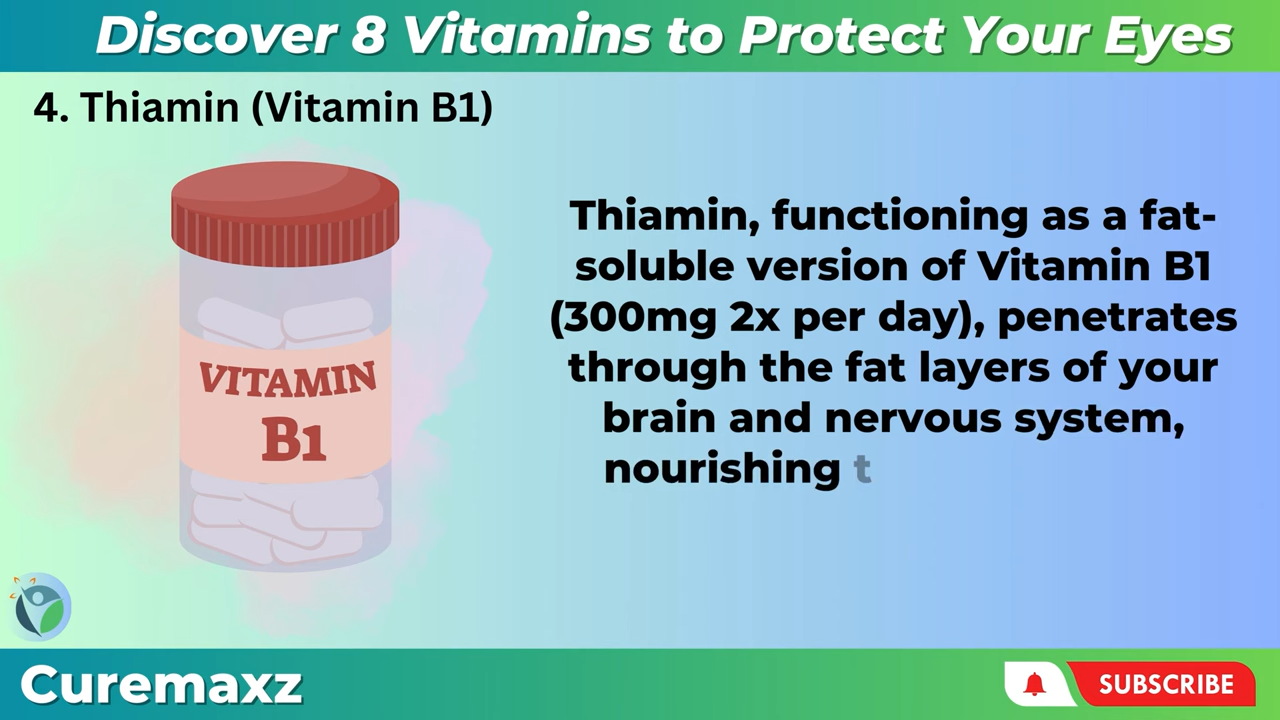 Discover 8 Vitamins to Protect Your Eyes
4. Thiamin (Vitamin B1)
VITAMIN
B1
Thiamin, functioning as a fat-
soluble version of Vitamin B1
(300mg 2x per day), penetrates
through the fat layers of your
brain and nervous system,
nourishing t
Curemaxz
SUBSCRIBE